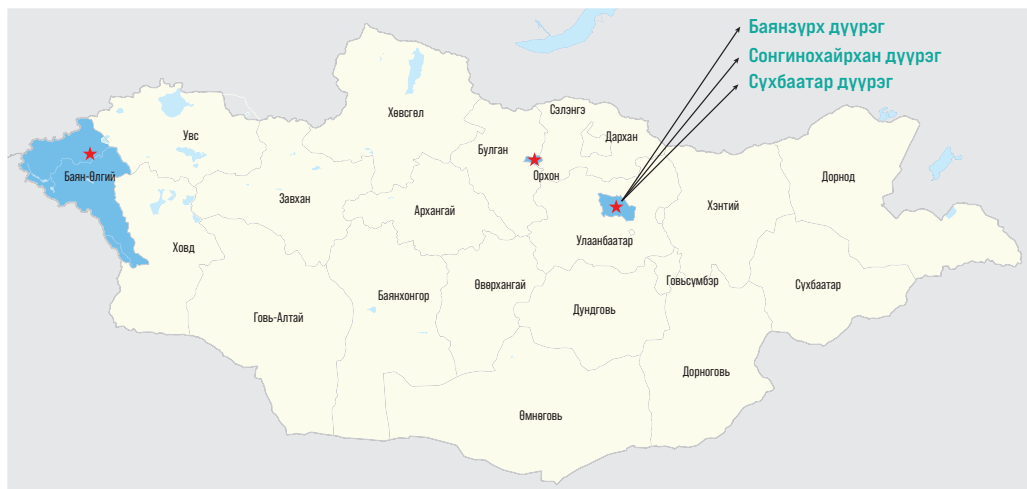 Баянзүрх дүүрэг
Сонгинохайрхан дүүрэг
Сүхбаатар дүүрэг
Хөвсгөл
Сэлэнгэ
Дархан
Увс
Булган
Орхон
Баян-Өлгий
Дорнод
Завхан
Архангай
Хэнтий
Ховд
Улаанбаатар
Говьсүмбэр
Өвөрхангай
Сүхбаатар
Баянхонгор
Говь-Алтай
Дундговь
Дорноговь
Өмнөговь